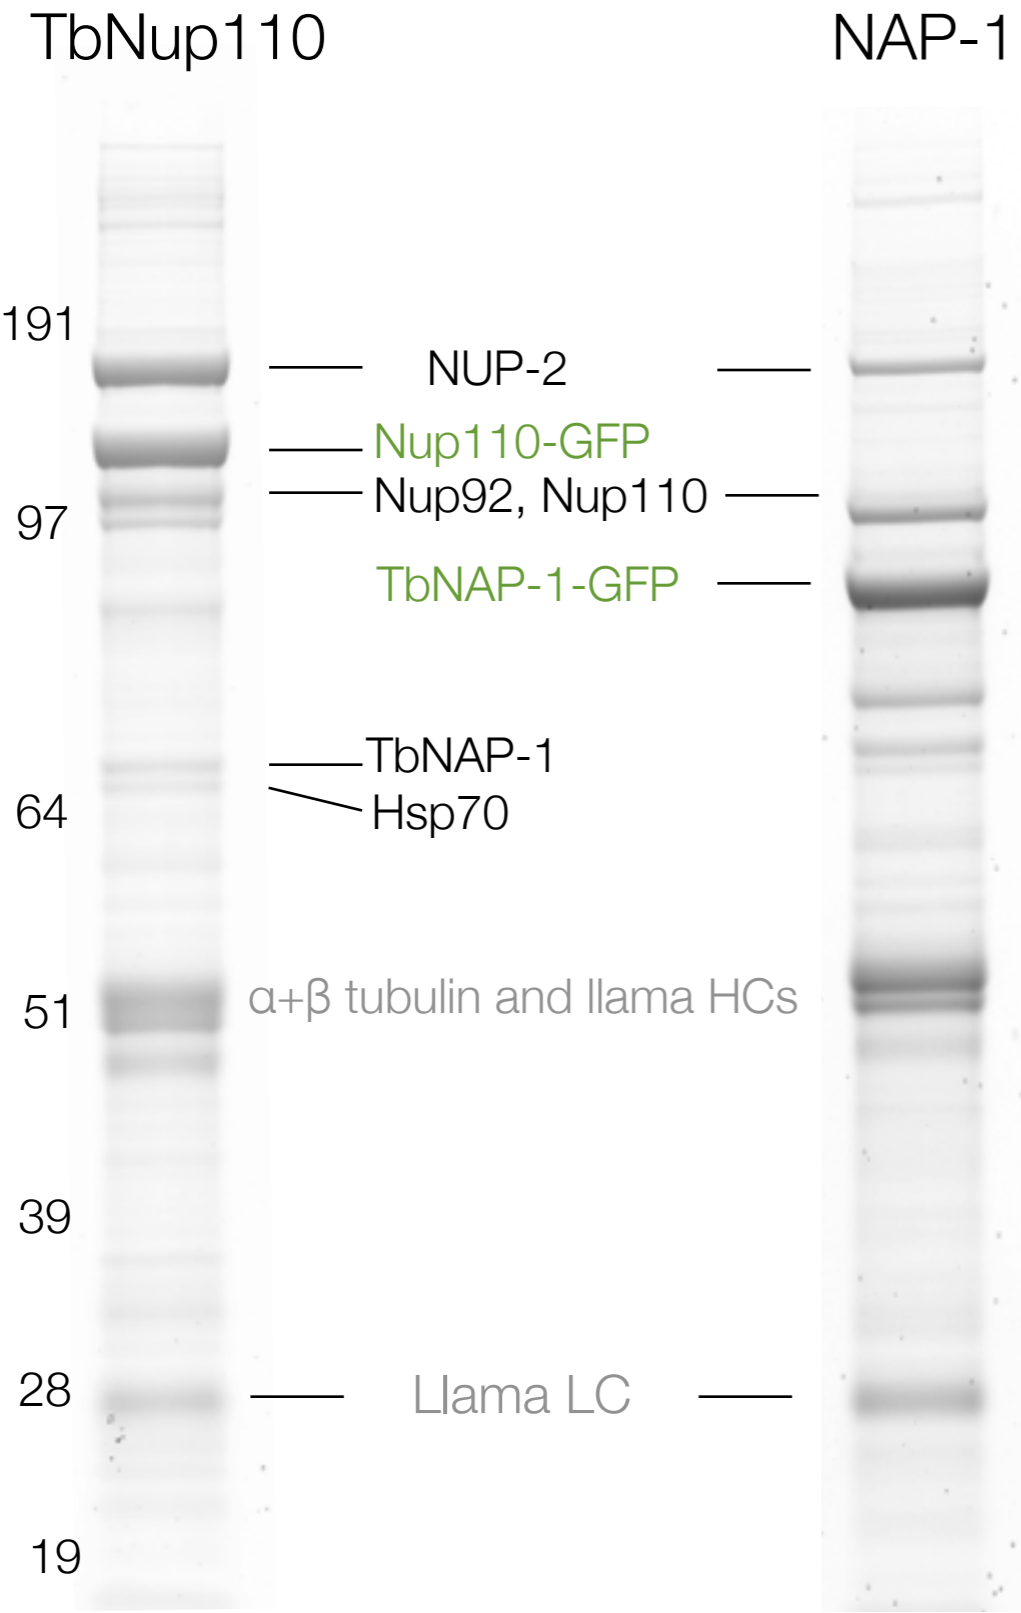 TbNup110
NAP-1
191
NUP-2
Nup110-GFP
Nup92, Nup110
97
TbNAP-1-GFP
TbNAP-1
Hsp70
64
α+β tubulin and llama HCs
51
39
28
Llama LC
19